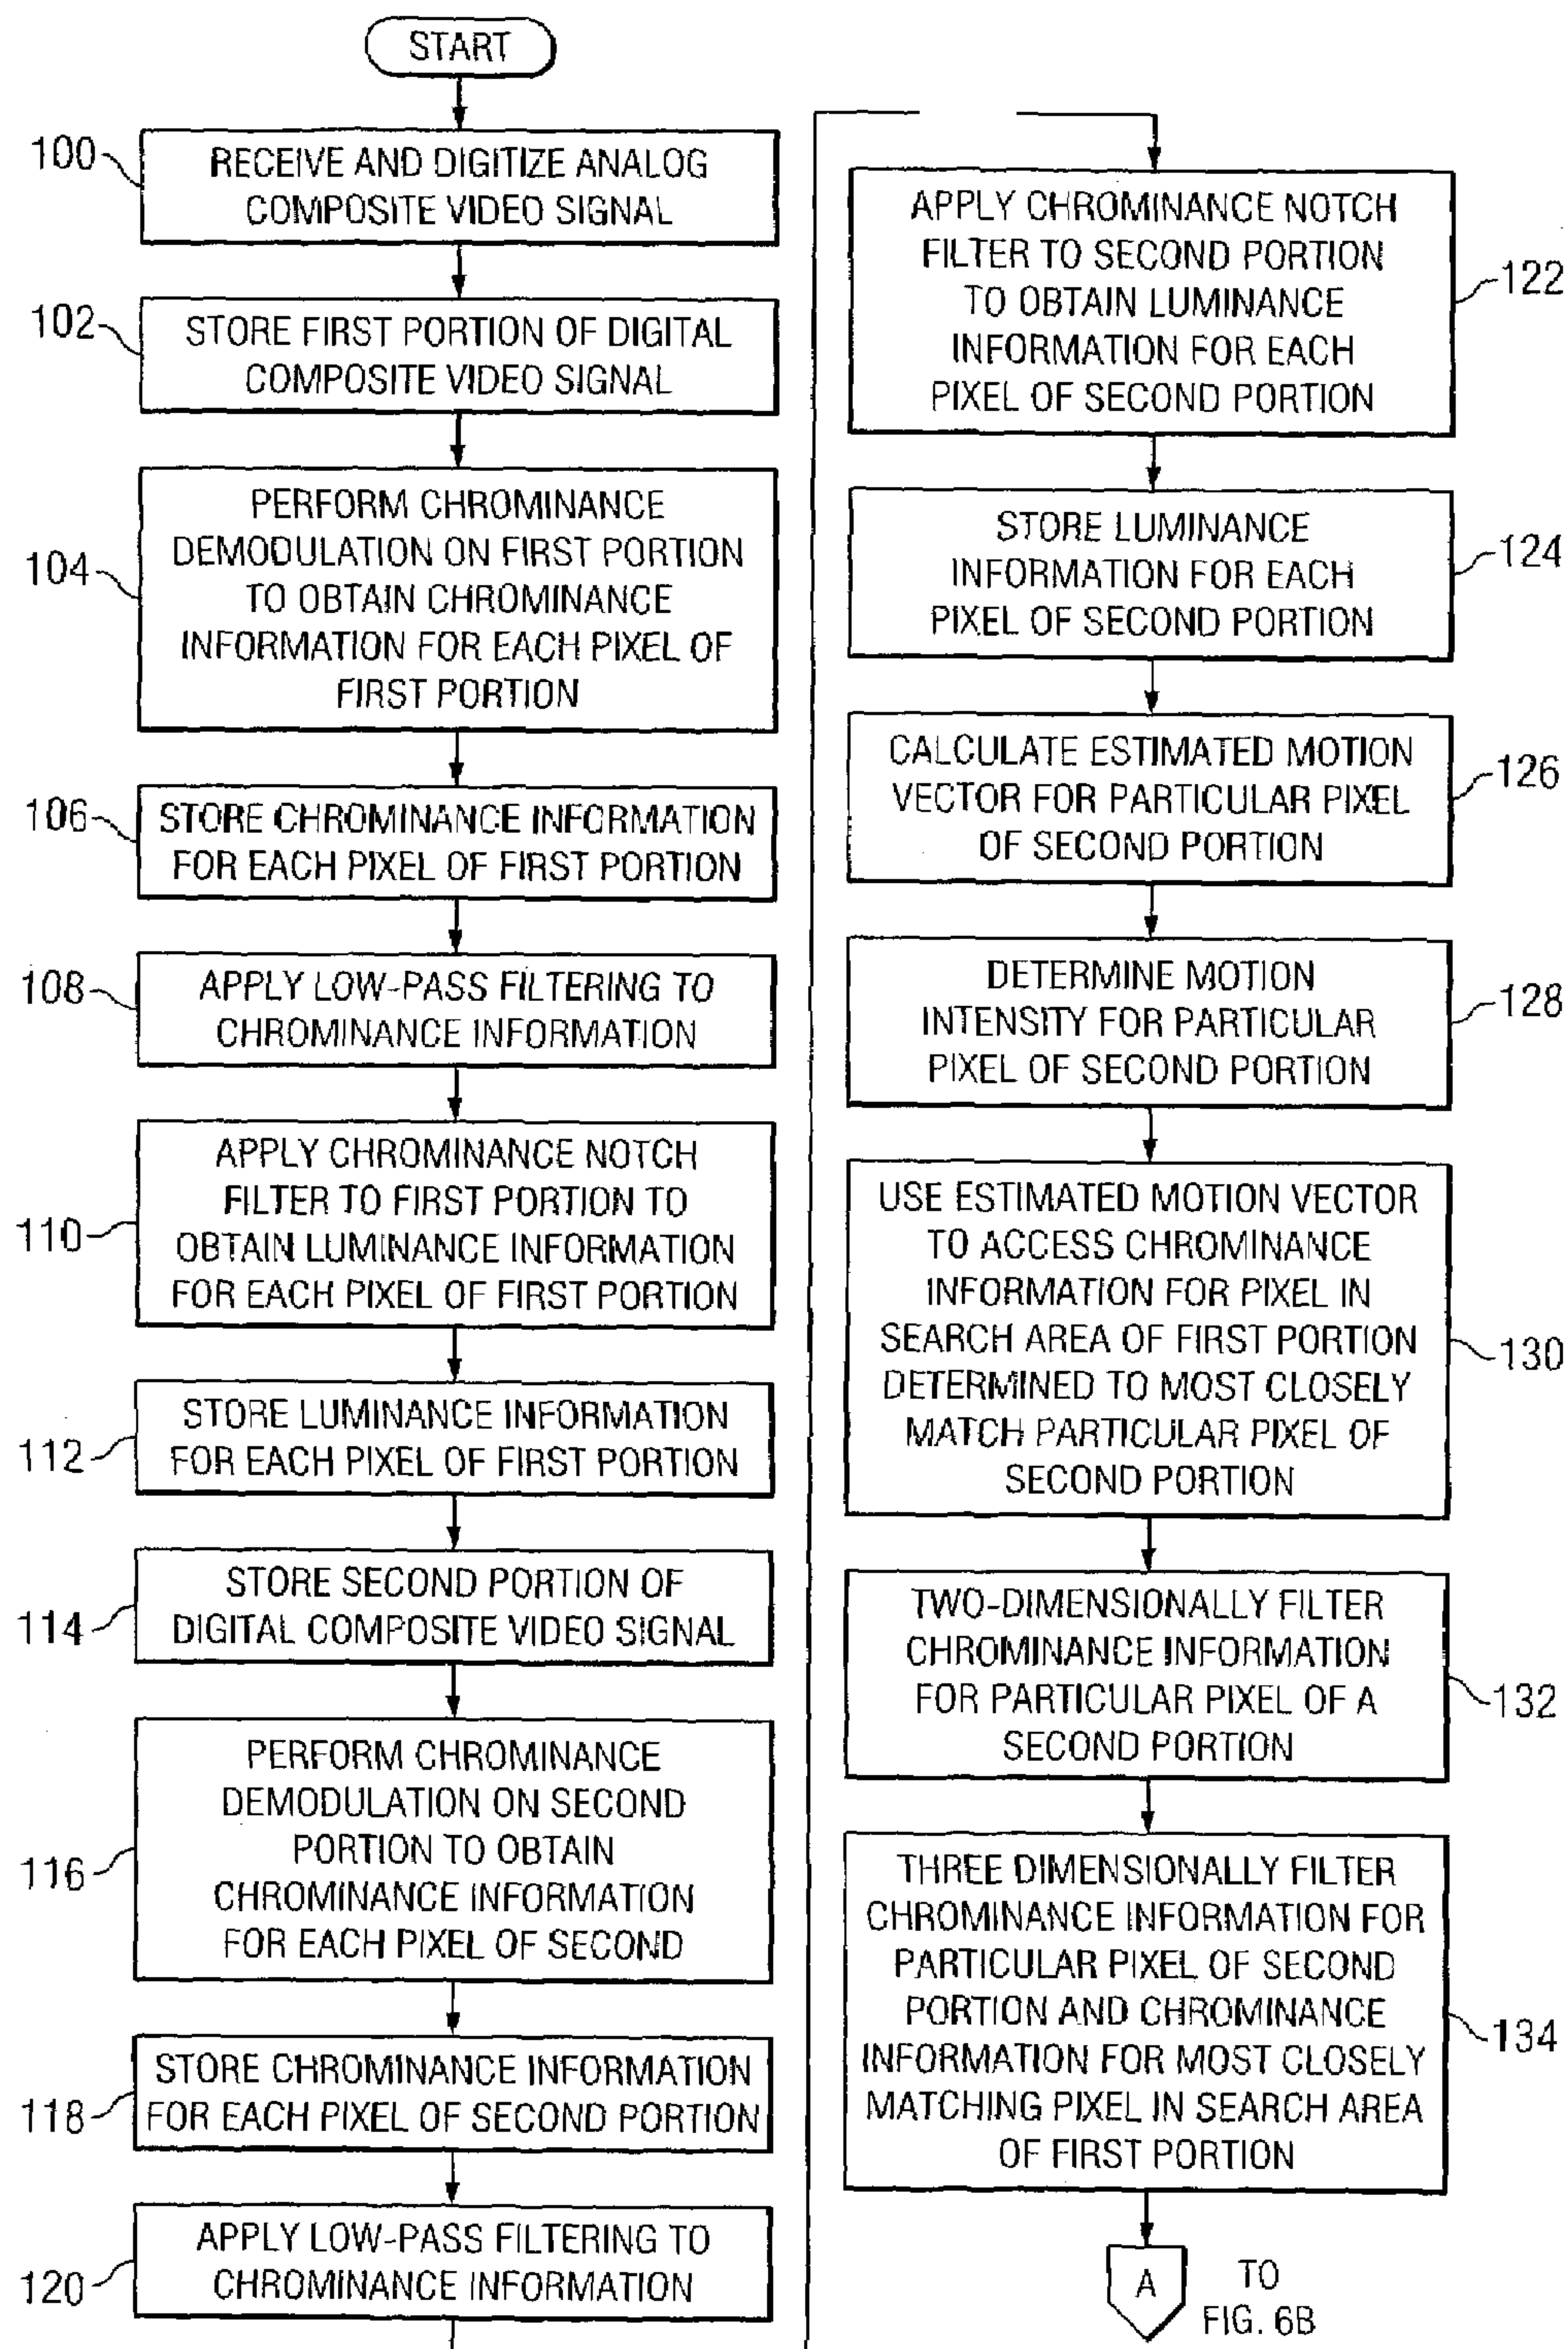 START
100
RECEIVE AND DIGITIZE ANALOG
COMPOSITE VIDEO SIGNAL
102
STORE FIRST PORTION OF DIGITAL
COMPOSITE VIDEO SIGNAL
104
PERFORM CHROMINANCE
DEMODULATION ON FIRST PORTION
TO OBTAIN CHROMINANCE
INFORMATION FOR EACH PIXEL OF
FIRST PORTION
106
STORE CHROMINANCE INFORMATION
FOR EACH PIXEL OF FIRST PORTION
108
APPLY LOW-PASS FILTERING TO
CHROMINANCE INFORMATION
110
APPLY CHROMINANCE NOTCH
FILTER TO FIRST PORTION TO
OBTAIN LUMINANCE INFORMATION
FOR EACH PIXEL OF FIRST PORTION
112
STORE LUMINANCE INFORMATION
FOR EACH PIXEL OF FIRST PORTION
114
STORE SECOND PORTION OF
DIGITAL COMPOSITE VIDEO SIGNAL
116
PERFORM CHROMINANCE
DEMODULATION ON SECOND
PORTION TO OBTAIN
CHROMINANCE INFORMATION
FOR EACH PIXEL OF SECOND
118
STORE CHROMINANCE INFORMATION
FOR EACH PIXEL OF SECOND PORTION
120
APPLY LOW-PASS FILTERING TO
CHROMINANCE INFORMATION
APPLY CHROMINANCE NOTCH
FILTER TO SECOND PORTION
TO OBTAIN LUMINANCE
INFORMATION FOR EACH
PIXEL OF SECOND PORTION
122
STORE LUMINANCE
INFORMATION FOR EACH
PIXEL OF SECOND PORTION
124
CALCULATE ESTIMATED MOTION
VECTOR FOR PARTICULAR PIXEL
OF SECOND PORTION
126
DETERMINE MOTION
INTENSITY FOR PARTICULAR
PIXEL OF SECOND PORTION
128
USE ESTIMATED MOTION VECTOR
TO ACCESS CHROMINANCE
INFORMATION FOR PIXEL IN
SEARCH AREA OF FIRST PORTION
DETERMINED TO MOST CLOSELY
MATCH PARTICULAR PIXEL OF
SECOND PORTION
130
TWO-DIMENSIONALLY FILTER
CHROMINANCE INFORMATION
FOR PARTICULAR PIXEL OF A
SECOND PORTION
132
THREE DIMENSIONALLY FILTER
CHROMINANCE INFORMATION FOR
PARTICULAR PIXEL OF SECOND
PORTION AND CHROMINANCE
INFORMATION FOR MOST CLOSELY
MATCHING PIXEL IN SEARCH AREA
OF FIRST PORTION
134
A
TO
FIG. 6B